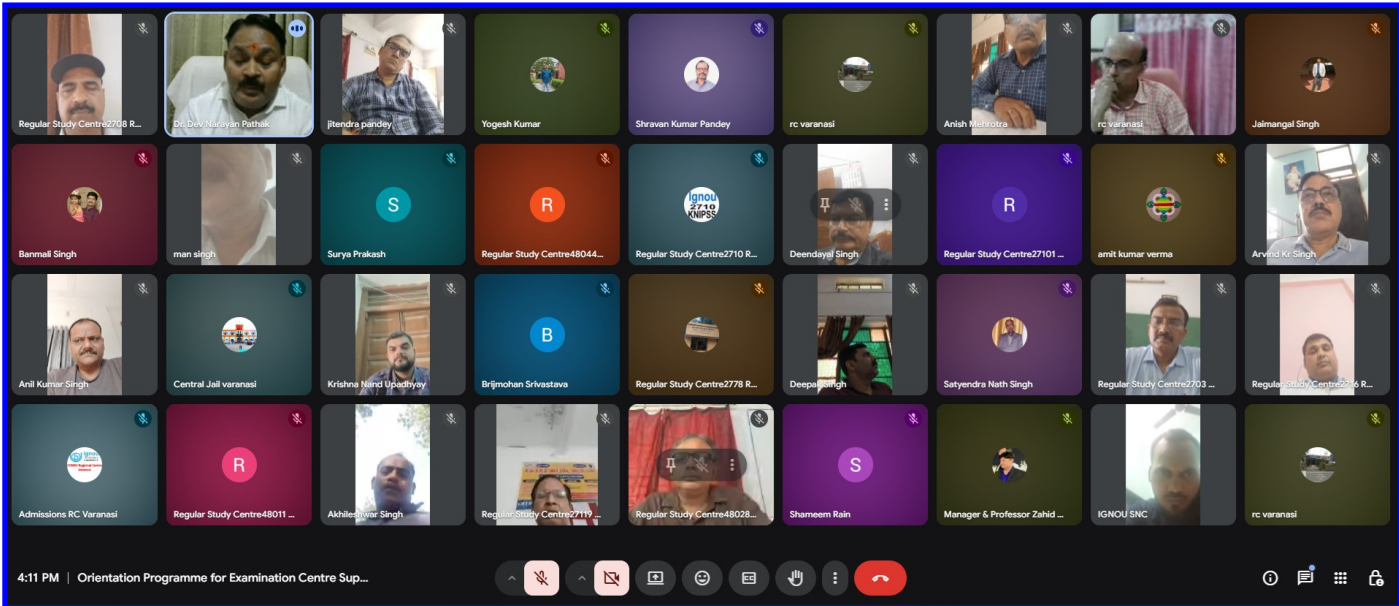 Regular Study Centre2708 R...
Dr. Dev Narayan Pathak
jitendra pandey
Yogesh Kumar
Shravan Kumar Pandey
rc varanasi
Anish Mehrotra
rc varanasi
Jaimangal Singh
Banmali Singh
man singh
S
Surya Prakash
R
Regular Study Centre48044...
ignou
2710
KNIPSS
Regular Study Centre2710 R...
Deendayal Singh
R
Regular Study Centre27101 ...
amit kumar verma
Arvind Kr Singh
Anil Kumar Singh
Central Jail varanasi
Krishna Nand Upadhyay
B
Brijmohan Srivastava
Regular Study Centre2778 R...
Deepak Singh
Satyendra Nath Singh
Regular Study Centre2703 ...
Regular Study Centre2716 R...
ignou
Admissions RC Varanasi
R
Regular Study Centre48011 ...
Akhileshwar Singh
Regular Study Centre27119 ...
Regular Study Centre48028...
S
Shameem Rain
Manager & Professor Zahid ...
IGNOU SNC
rc varanasi
4:11 PM | Orientation Programme for Examination Centre Sup...